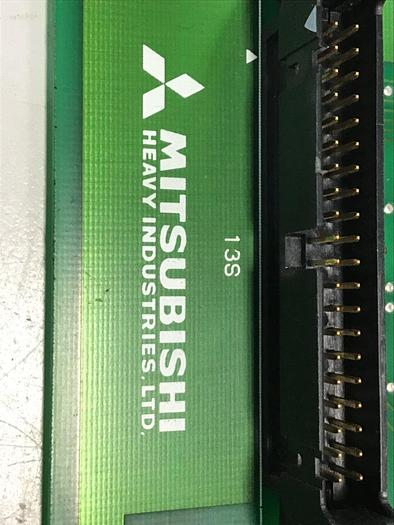 MITSUBISHI
HEAVY INDUSTRIES, LTD.
13S